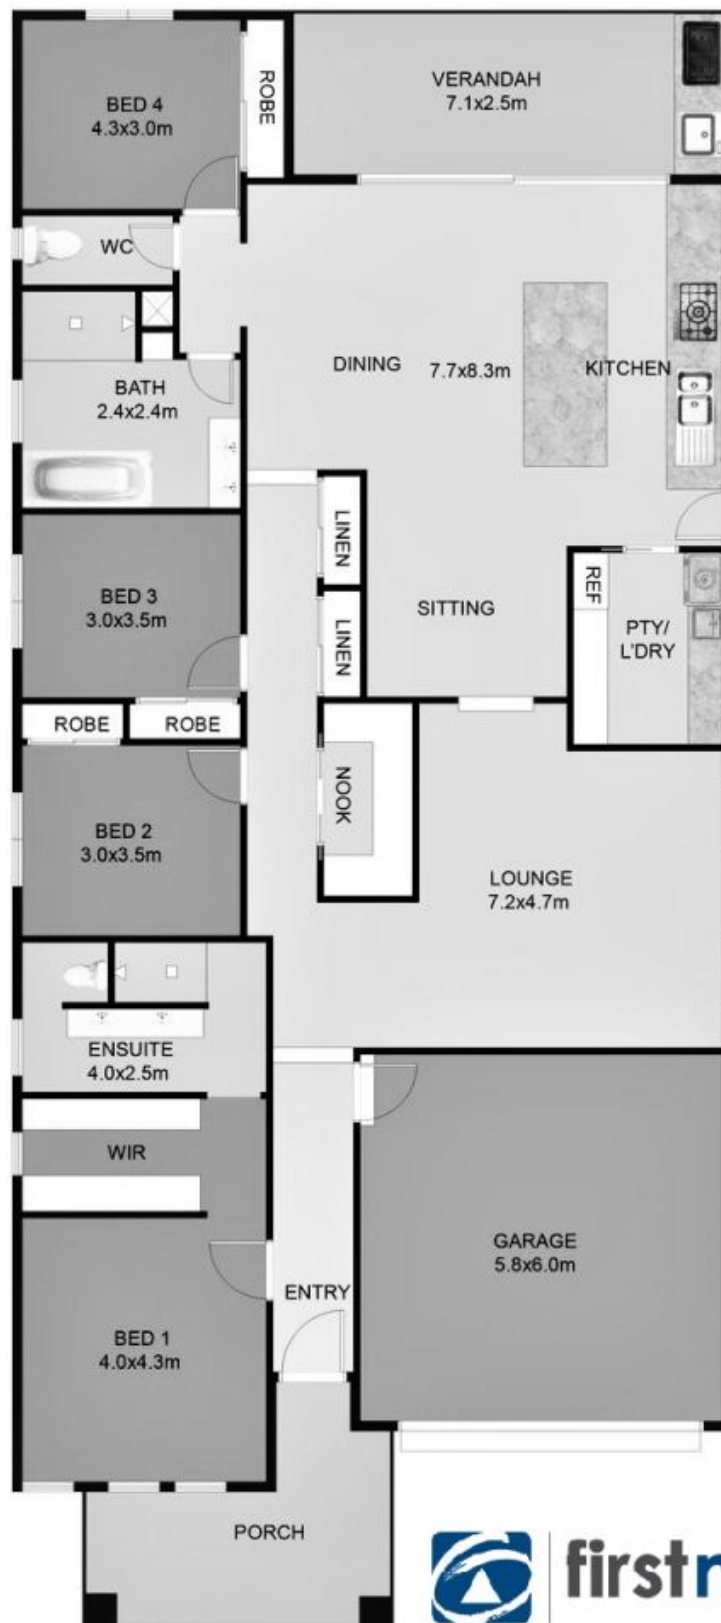 BED 4
4.3x3.0m
ROBE
VERANDAH
7.1x2.5m
WC
BATH
2.4x2.4m
DINING
7.7x8.3m
KITCHEN
LINEN
LINEN
BED 3
3.0x3.5m
SITTING
REF
PTY/
L'DRY
ROBE
ROBE
NOOK
BED 2
3.0x3.5m
LOUNGE
7.2x4.7m
ENSUITE
4.0x2.5m
WIR
GARAGE
5.8x6.0m
ENTRY
BED 1
4.0x4.3m
PORCH
first